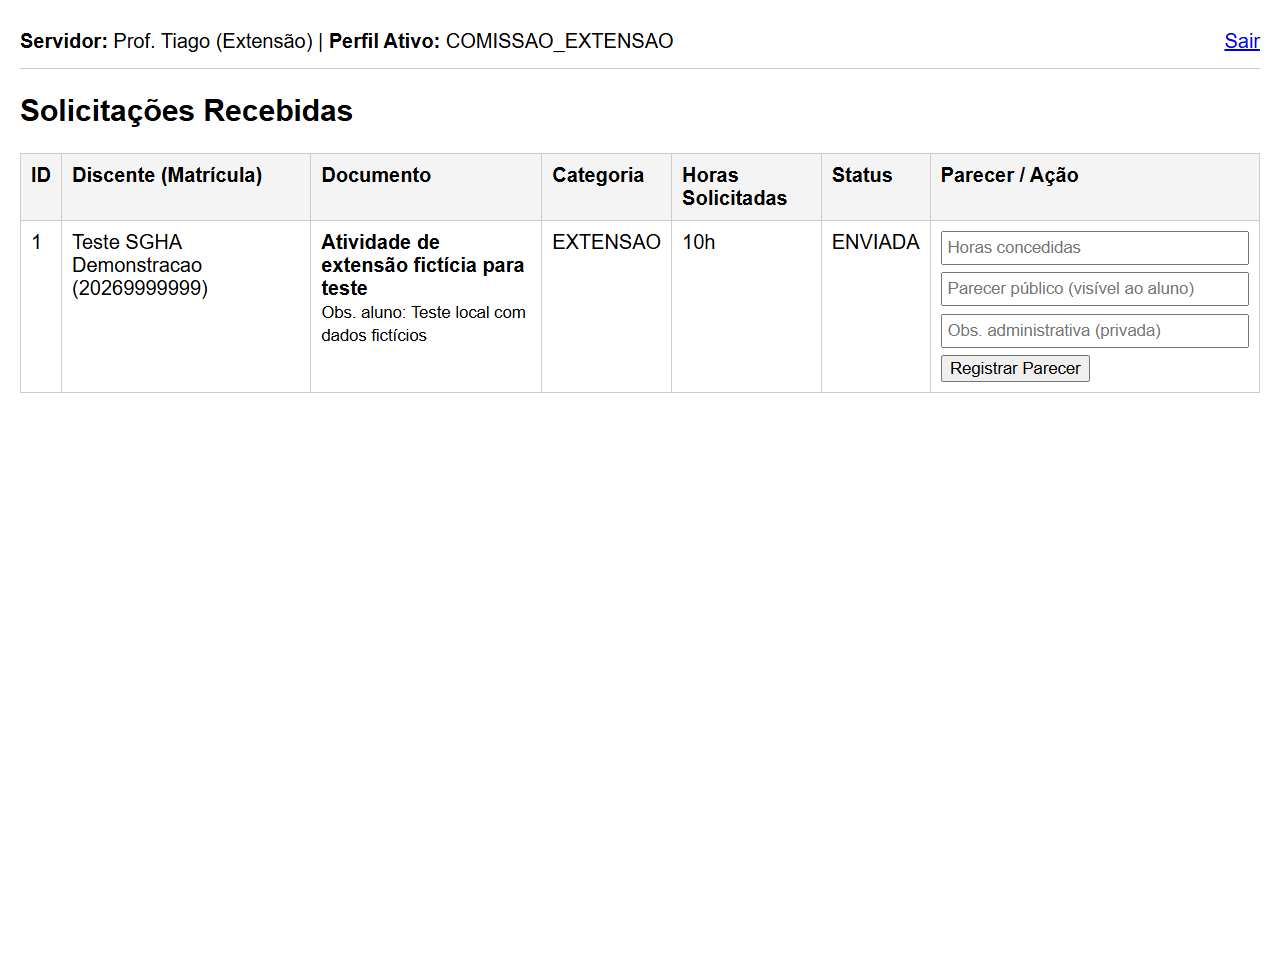 Servidor: Prof. Tiago (Extensão) | Perfil Ativo: COMISSAO_EXTENSAO
Sair
Solicitações Recebidas
ID
Discente (Matrícula)
Documento
Categoria
Horas
Solicitadas
Status
Parecer / Ação
1
Teste SGHA
Demonstracao
(20269999999)
Atividade de
extensão fictícia para
teste
Obs. aluno: Teste local com
dados fictícios
EXTENSAO
10h
ENVIADA
Horas concedidas
Parecer público (visível ao aluno)
Obs. administrativa (privada)
Registrar Parecer